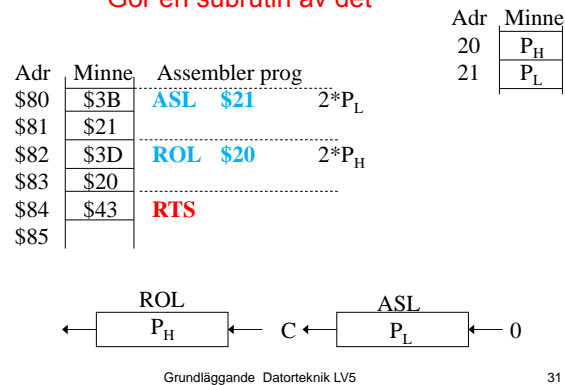 Gör en subrutin av det
Adr Minne
20 P_H
21 P_L
Adr Minne Assembler prog
$80 $3B ASL $21 2*P_L
$81 $21
$82 $3D ROL $20 2*P_H
$83 $20
$84 $43 RTS
$85
ROL ASL
P_H C P_L 0
Grundläggande Datorteknik LV5 31